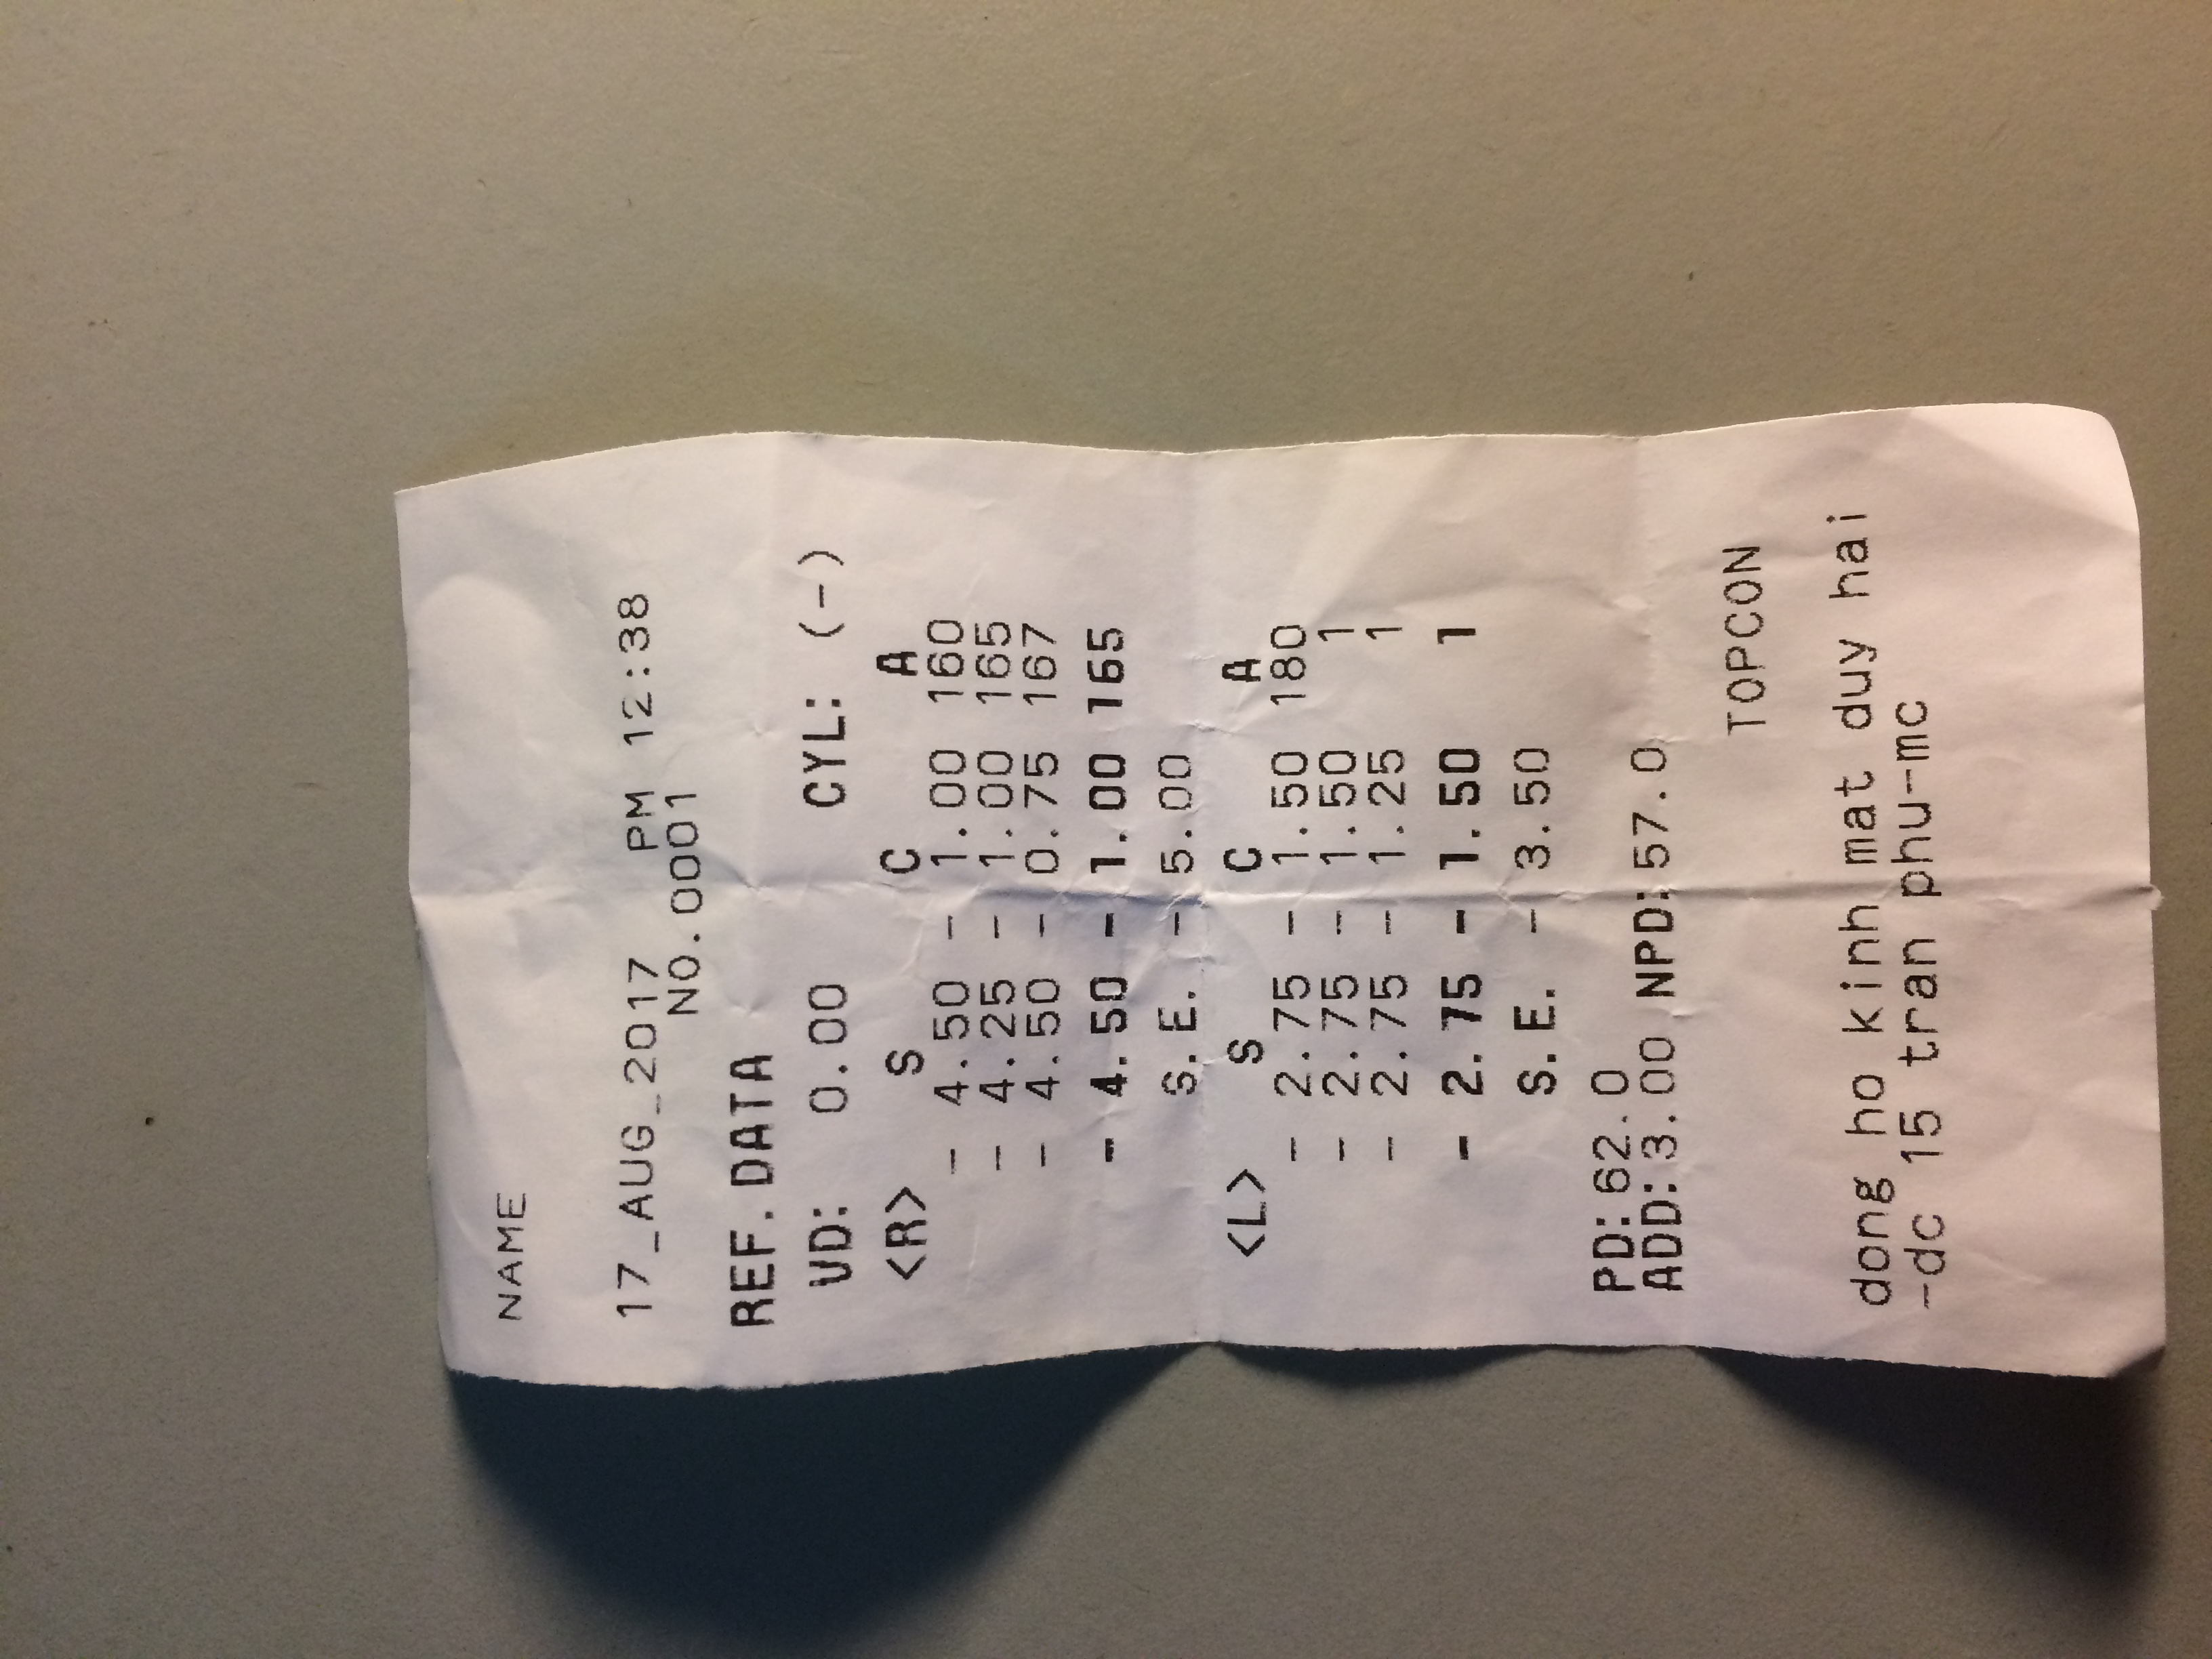 NAME
17_AUG_2017 PM 12:38
NO.0001
REF.DATA
VD: 0.00 CYL: (-)
<R> S C A
- 4.50 - 1.00 160
- 4.25 - 1.00 165
- 4.50 - 0.75 167
- 4.50 - 1.00 165
S.E. - 5.00
<L> S C A
- 2.75 - 1.50 180
- 2.75 - 1.50 1
- 2.75 - 1.25 1
- 2.75 - 1.50 1
S.E. - 3.50
PD:62.0
ADD:3.00 NPD:57.0
TOPCON
dong ho kinh mat duy hai
-dc 15 tran phu-mc